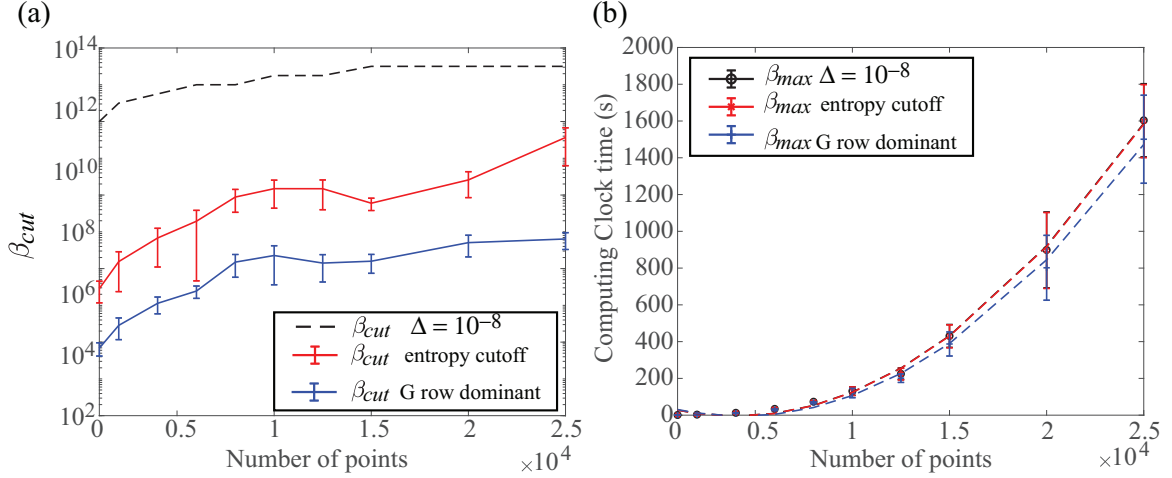 (a)
10^14
10^12
10^10
10^8
10^6
10^4
10^2
β_cut
β_cut Δ = 10^−8
β_cut entropy cutoff
β_cut G row dominant
0 0.5 1 1.5 2 2.5
Number of points
×10^4
(b)
2000
1800
1600
1400
1200
1000
800
600
400
200
0
Computing Clock time (s)
β_max Δ = 10^−8
β_max entropy cutoff
β_max G row dominant
0 0.5 1 1.5 2 2.5
Number of points
×10^4